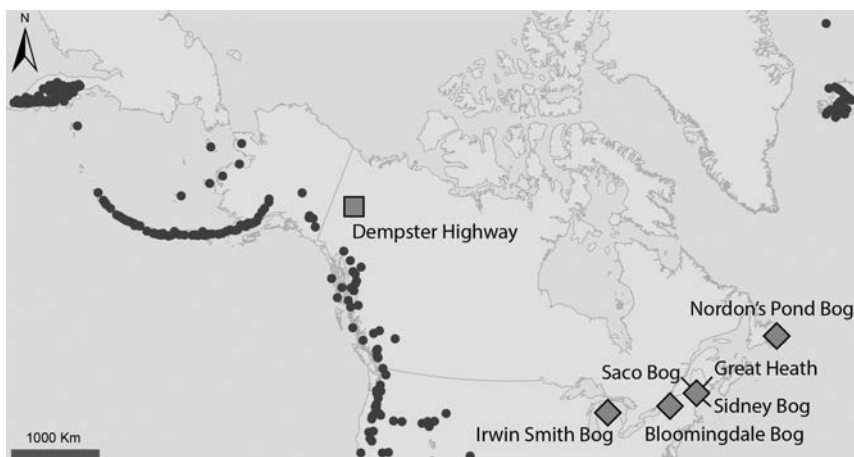 N
Dempster Highway
Nordon's Pond Bog
Saco Bog
Great Heath
Sidney Bog
Irwin Smith Bog
Bloomingdale Bog
1000 Km